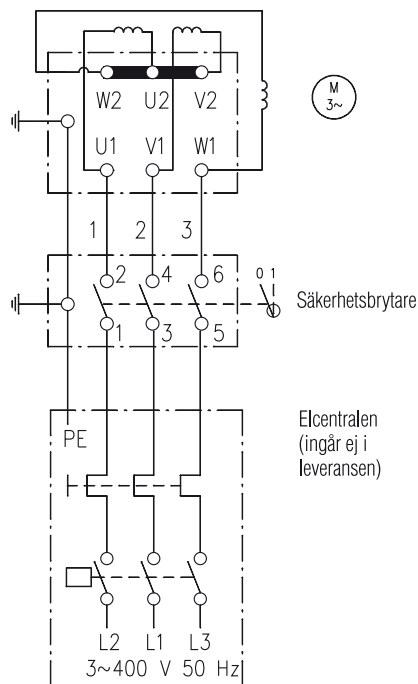 M
3~
W2 U2 V2
U1 V1 W1
1 2 3
2 4 6
0 1
1 3 5
Säkerhetsbrytare
Elcentralen
(ingår ej i
leveransen)
PE
L2 L1 L3
3~400 V 50 Hz